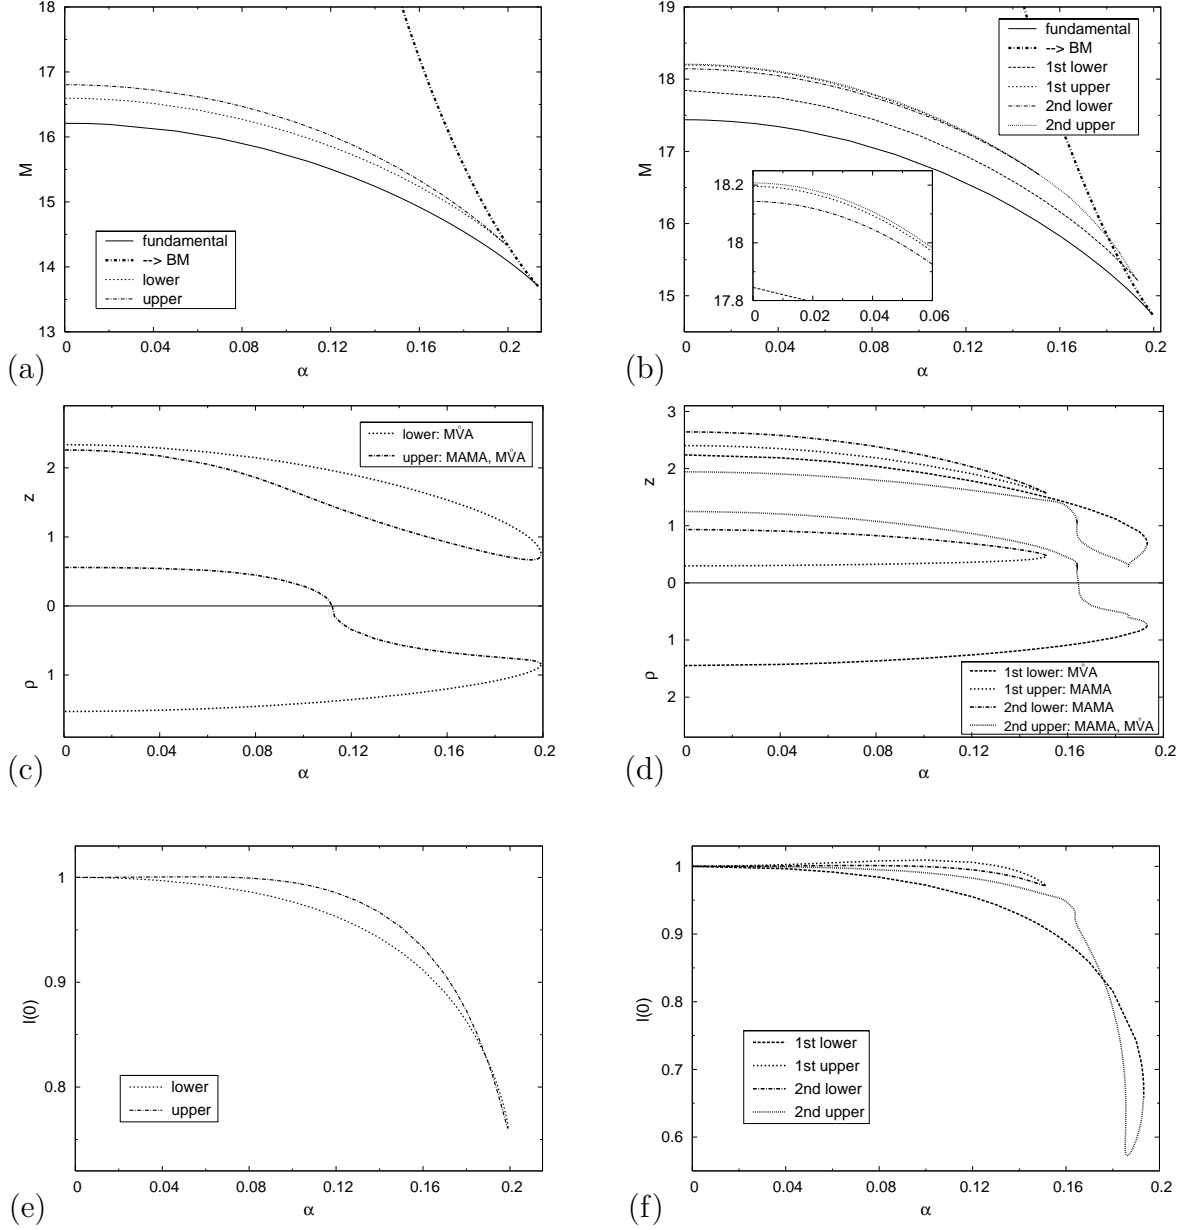 18
17
16
15
14
13
M
0
0.04
0.08
0.12
0.16
0.2
α
fundamental
--> BM
lower
upper
(a)
19
18
17
16
15
M
0
0.04
0.08
0.12
0.16
0.2
α
fundamental
--> BM
1st lower
1st upper
2nd lower
2nd upper
18.2
18
17.8
0
0.02
0.04
0.06
(b)
2
1
0
1
z
ρ
0
0.04
0.08
0.12
0.16
0.2
α
lower: MVA
upper: MAMA, MVA
(c)
3
2
1
0
1
2
z
ρ
0
0.04
0.08
0.12
0.16
0.2
α
1st lower: MVA
1st upper: MAMA
2nd lower: MAMA
2nd upper: MAMA, MVA
(d)
1
0.9
0.8
l(0)
0
0.04
0.08
0.12
0.16
0.2
α
lower
upper
(e)
1
0.9
0.8
0.7
0.6
l(0)
0
0.04
0.08
0.12
0.16
0.2
α
1st lower
1st upper
2nd lower
2nd upper
(f)